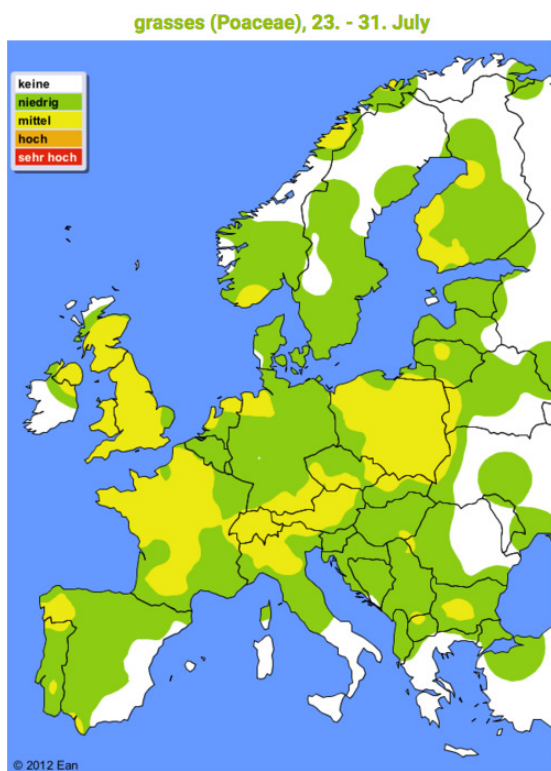 grasses (Poaceae), 23. - 31. July
keine
niedrig
mittel
hoch
sehr hoch
© 2012 Ean